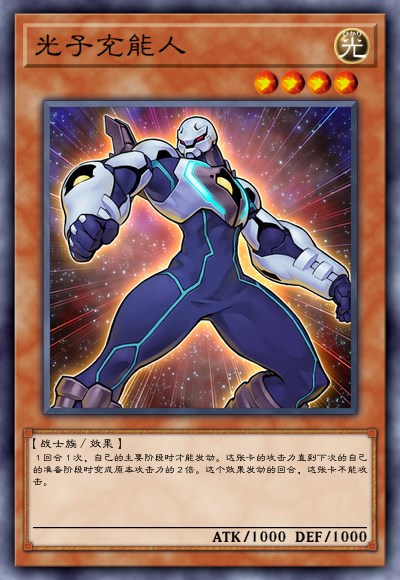 光子充能人
光
【战士族／效果】
１回合１次，自己的主要阶段时才能发动。这张卡的攻击力直到下次的自己
的准备阶段时变成原本攻击力的２倍。这个效果发动的回合，这张卡不能攻
击。
ATK/1000 DEF/1000